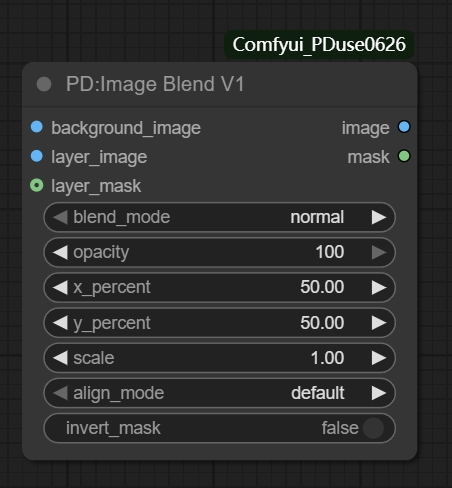 Comfyui_PDuse0626
PD:Image Blend V1
background_image image
layer_image mask
layer_mask
blend_mode normal
opacity 100
x_percent 50.00
y_percent 50.00
scale 1.00
align_mode default
invert_mask false